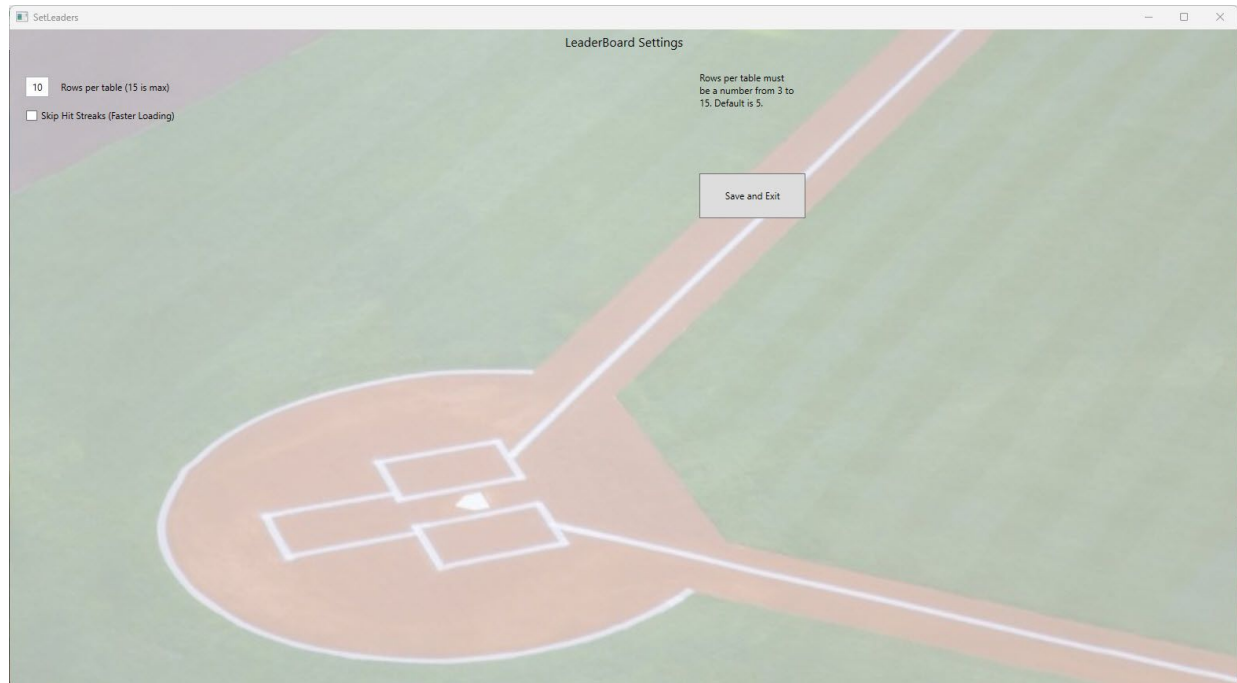 SetLeaders
LeaderBoard Settings
10 Rows per table (15 is max)
Skip Hit Streaks (Faster Loading)
Rows per table must
be a number from 3 to
15. Default is 5.
Save and Exit